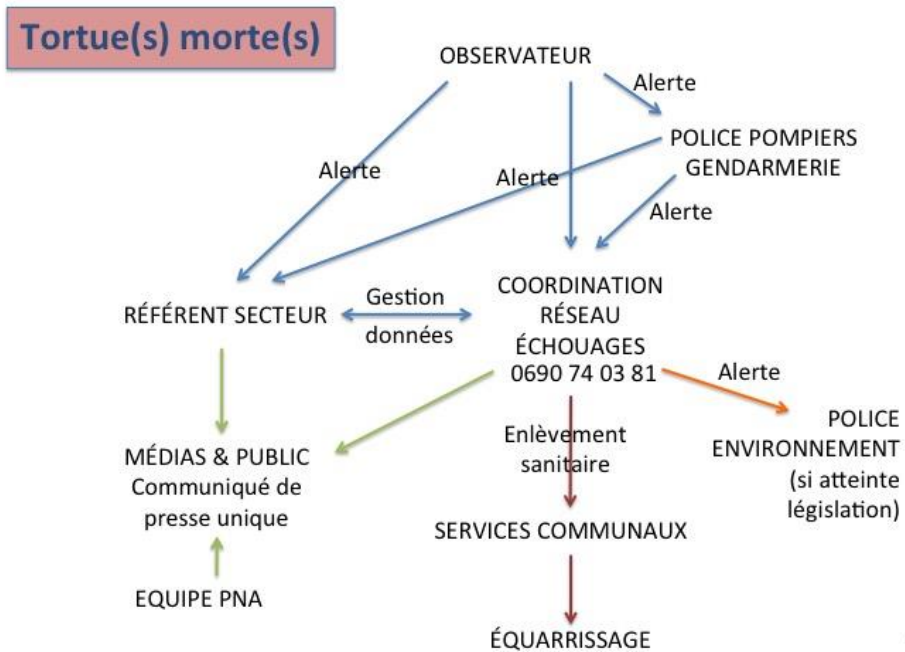 Tortue(s) morte(s)
OBSERVATEUR
Alerte
POLICE POMPIERS
GENDARMERIE
Alerte
Alerte
Alerte
COORDINATION
RÉSEAU
ÉCHOUAGES
0690 74 03 81
RÉFÉRENT SECTEUR
Gestion
données
Alerte
POLICE
ENVIRONNEMENT
(si atteinte
législation)
Enlèvement
sanitaire
MÉDIAS & PUBLIC
Communiqué de
presse unique
SERVICES COMMUNAUX
EQUIPE PNA
ÉQUARRISSAGE